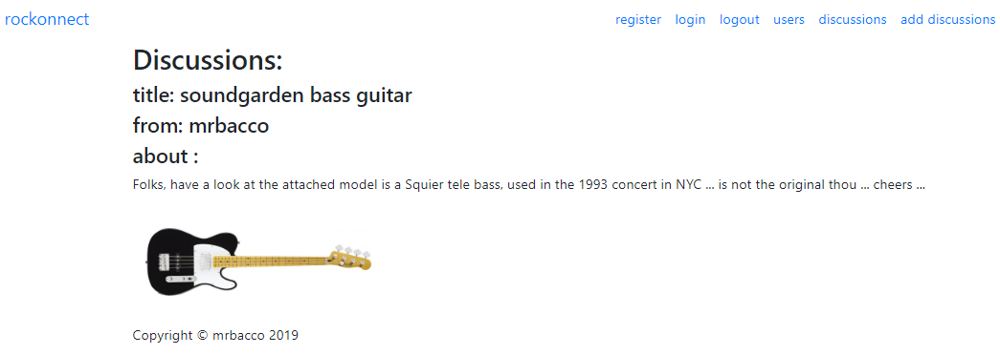 rockonnect register login logout users discussions add discussions
Discussions:
title: soundgarden bass guitar
from: mrbacco
about :
Folks, have a look at the attached model is a Squier tele bass, used in the 1993 concert in NYC ... is not the original thou ... cheers ...
Copyright © mrbacco 2019